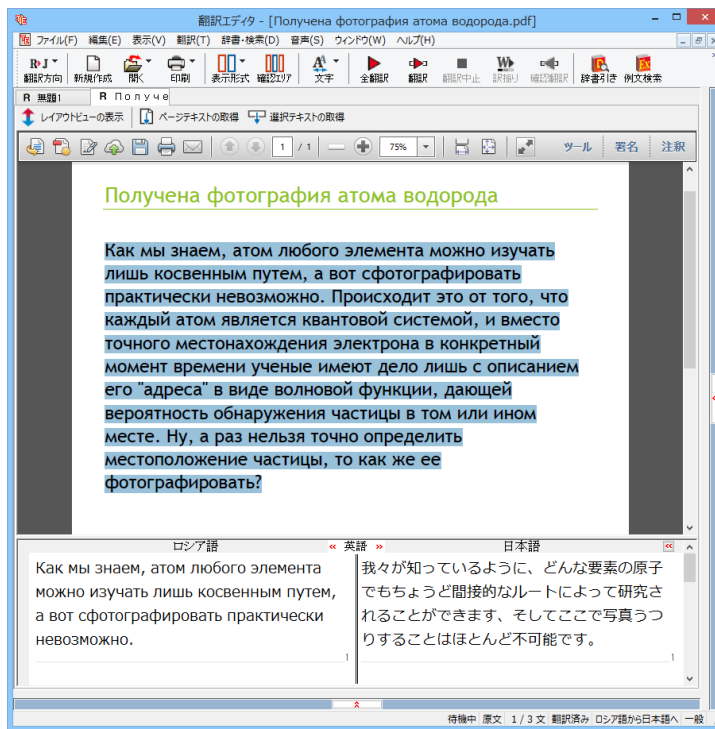 翻訳エディタ - [Получена фотография атома водорода.pdf]
ファイル(F) 編集(E) 表示(V) 翻訳(T) 辞書・検索(D) 音声(S) ウィンドウ(W) ヘルプ(H)
翻訳方向 新規作成 開く 印刷 表示形式 確認エリア 文字 全翻訳 翻訳 翻訳中止 訳振り 確認翻訳 辞書引き 例文検索
R 無題1 R Получе
レイアウトビューの表示 ページテキストの取得 選択テキストの取得
1 / 1 75% ツール 署名 注釈
Получена фотография атома водорода
Как мы знаем, атом любого элемента можно изучать
лишь косвенным путем, а вот сфотографировать
практически невозможно. Происходит это от того, что
каждый атом является квантовой системой, и вместо
точного местонахождения электрона в конкретный
момент времени ученые имеют дело лишь с описанием
его "адреса" в виде волновой функции, дающей
вероятность обнаружения частицы в том или ином
месте. Ну, а раз нельзя точно определить
местоположение частицы, то как же ее
фотографировать?
ロシア語 « 英語 » 日本語 «
Как мы знаем, атом любого элемента
можно изучать лишь косвенным путем,
а вот сфотографировать практически
невозможно.
1
我々が知っているように、どんな要素の原子
でもちょうど間接的なルートによって研究さ
れることができます、そしてここで写真うつ
りすることはほとんど不可能です。
1
待機中 原文 1 / 3 文 翻訳済み ロシア語から日本語へ 一般